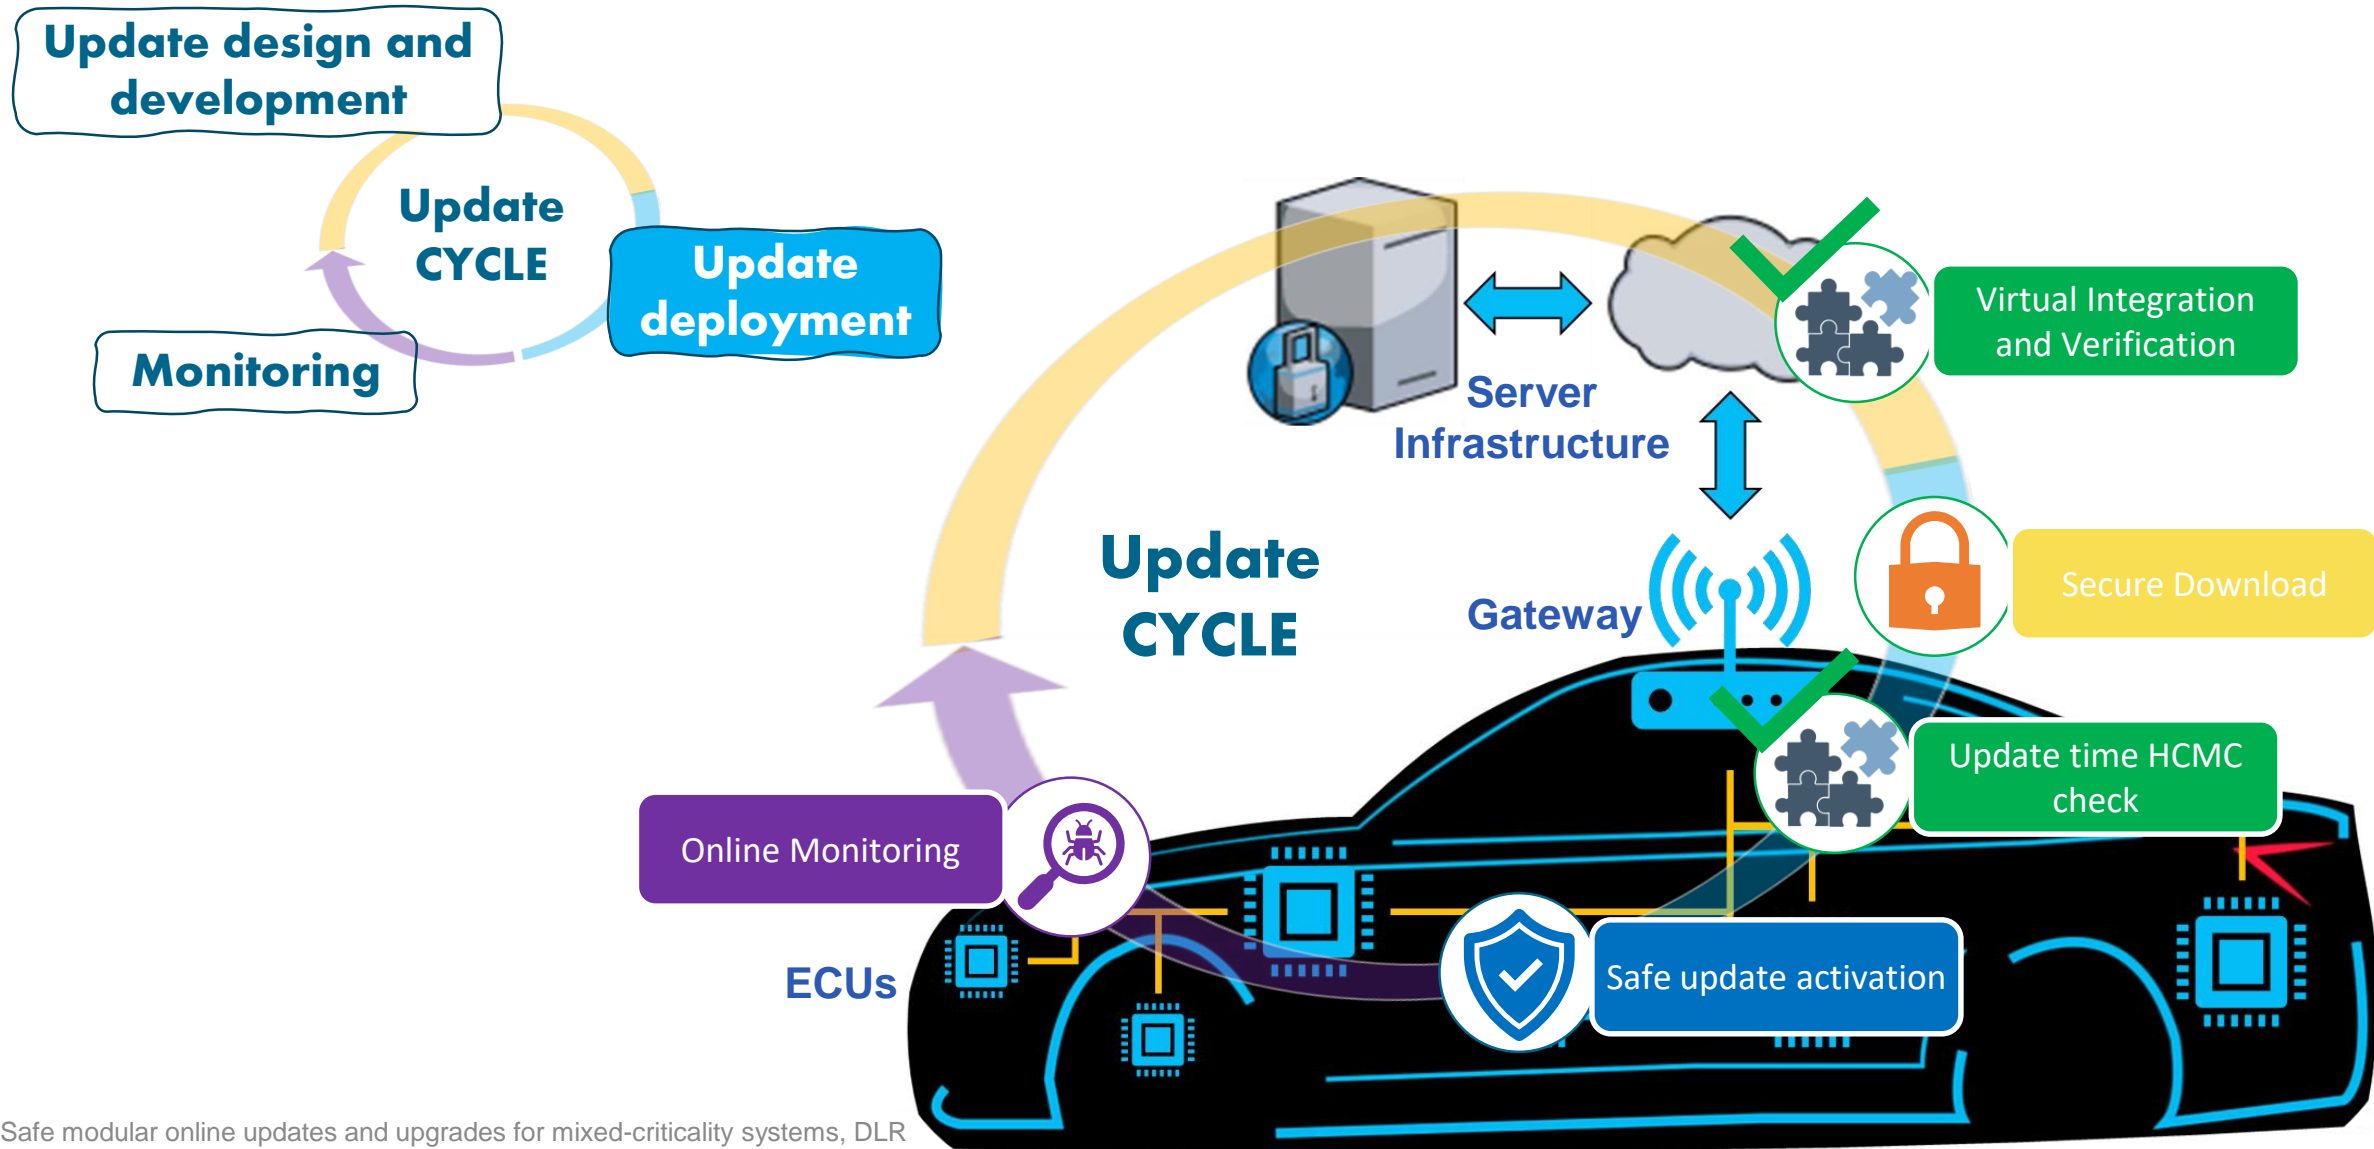 Update design and
development
Update
CYCLE
Update
deployment
Monitoring
Server
Infrastructure
Virtual Integration
and Verification
Update
CYCLE
Gateway
Secure Download
Update time HCMC
check
Online Monitoring
Safe update activation
ECUs
Safe modular online updates and upgrades for mixed-criticality systems, DLR